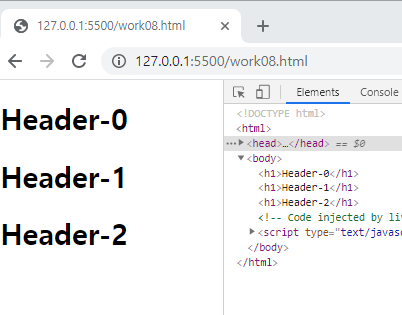 127.0.0.1:5500/work08.html
127.0.0.1:5500/work08.html
Header-0
Header-1
Header-2
Elements Console
<!DOCTYPE html>
<html>
<head>…</head> == $0
<body>
<h1>Header-0</h1>
<h1>Header-1</h1>
<h1>Header-2</h1>
<!-- Code injected by liv
<script type="text/javasc
</body>
</html>